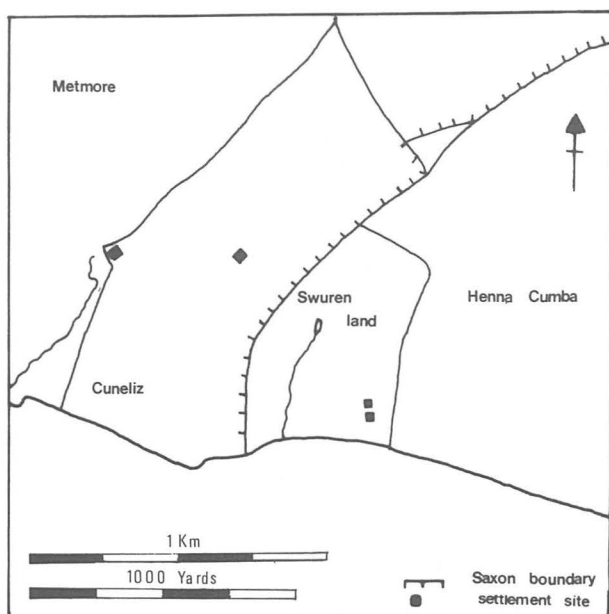 Metmore
Swuren
land
Henna Cumba
Cuneliz
1 Km
1000 Yards
Saxon boundary
settlement site